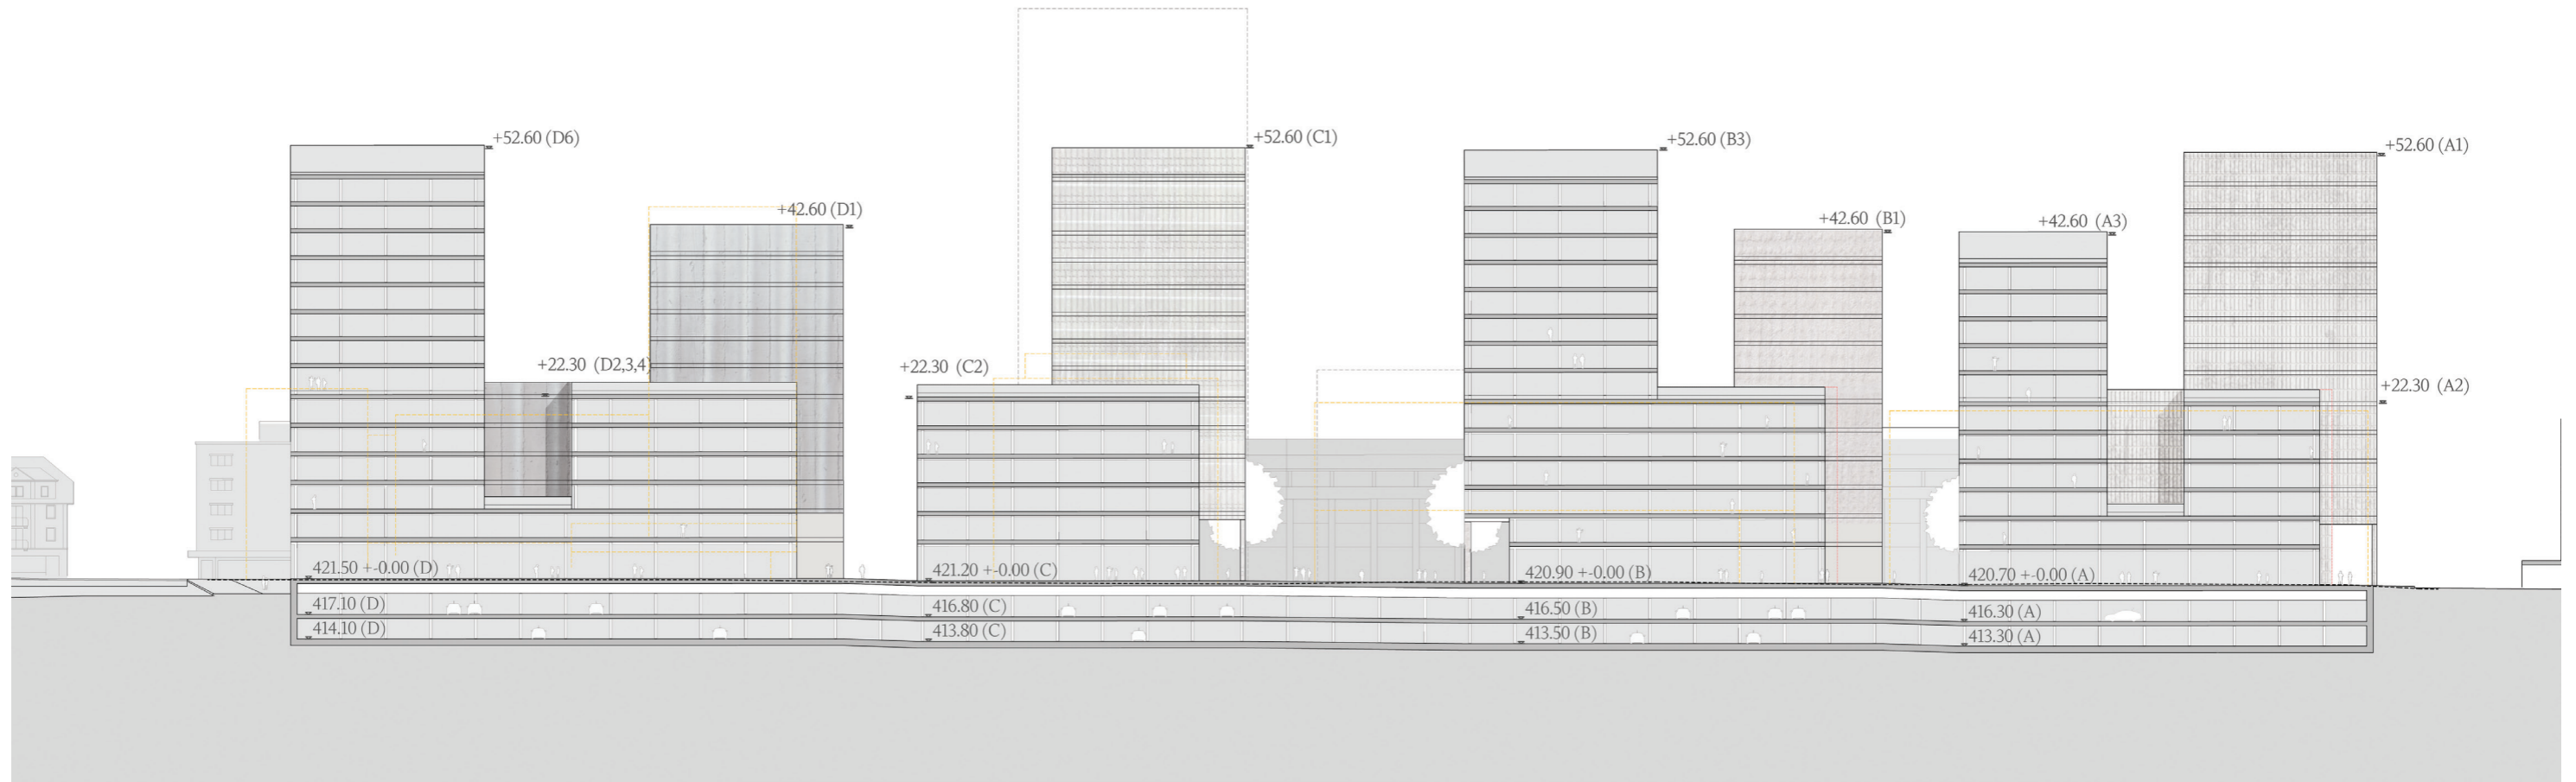 +52.60 (D6)
+52.60 (C1)
+52.60 (B3)
+52.60 (A1)
+42.60 (D1)
+42.60 (B1)
+42.60 (A3)
+22.30 (D2,3,4)
+22.30 (C2)
+22.30 (A2)
421.50 +-0.00 (D)
421.20 +-0.00 (C)
420.90 +-0.00 (B)
420.70 +-0.00 (A)
417.10 (D)
416.80 (C)
416.50 (B)
416.30 (A)
414.10 (D)
413.80 (C)
413.50 (B)
413.30 (A)